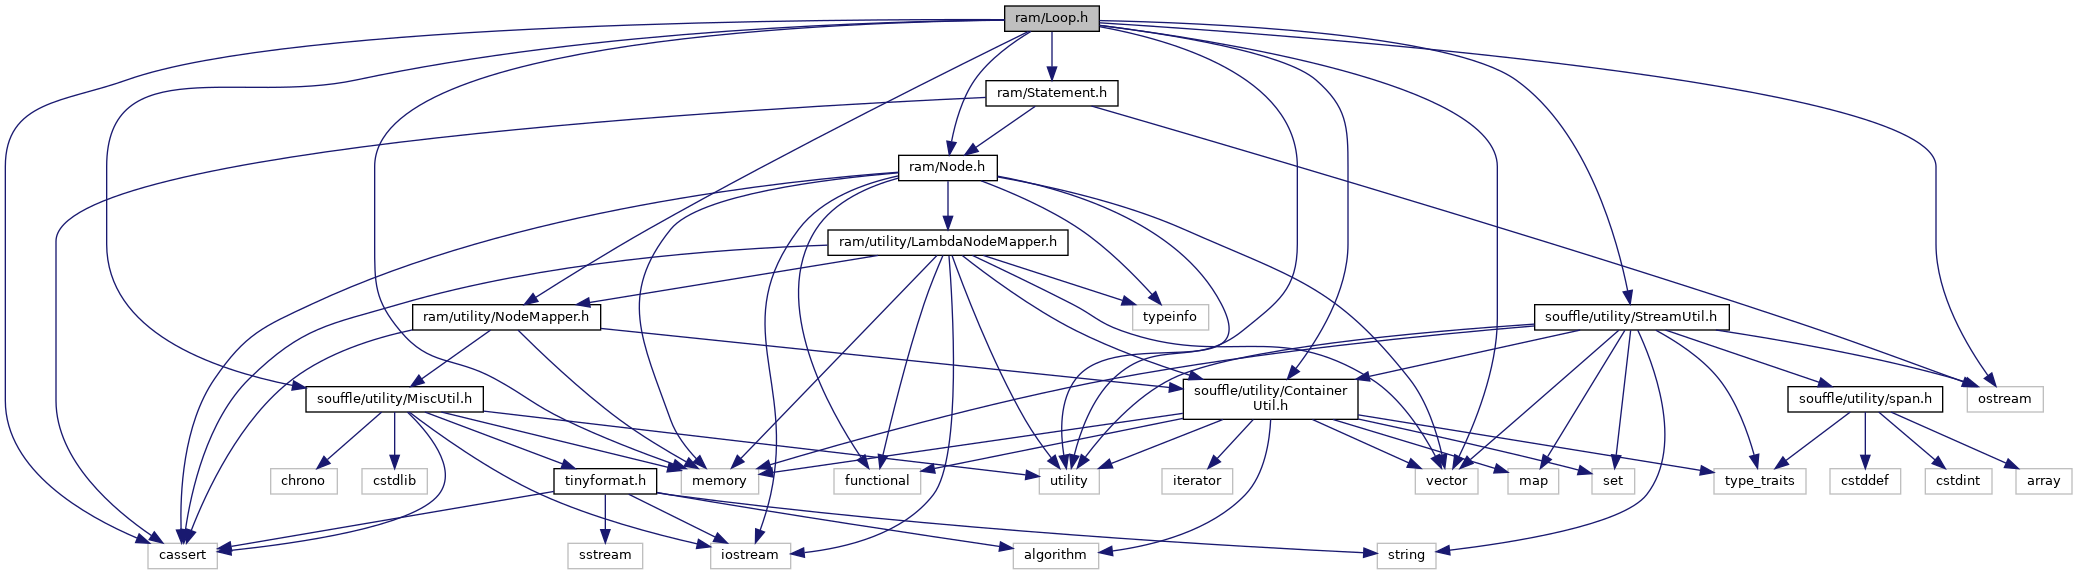 ram/Loop.h
ram/Statement.h
ram/Node.h
ram/utility/LambdaNodeMapper.h
ram/utility/NodeMapper.h
typeinfo
souffle/utility/StreamUtil.h
souffle/utility/MiscUtil.h
souffle/utility/Container
Util.h
souffle/utility/span.h
ostream
chrono
cstdlib
tinyformat.h
memory
functional
utility
iterator
vector
map
set
type_traits
cstddef
cstdint
array
cassert
sstream
iostream
algorithm
string